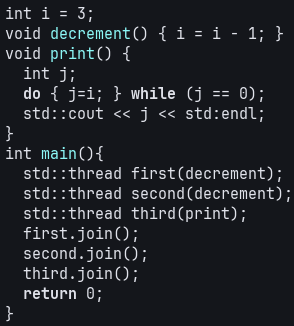 int i = 3;
void decrement() { i = i - 1; }
void print() {
  int j;
  do { j=i; } while (j == 0);
  std::cout << j << std:endl;
}
int main(){
  std::thread first(decrement);
  std::thread second(decrement);
  std::thread third(print);
  first.join();
  second.join();
  third.join();
  return 0;
}